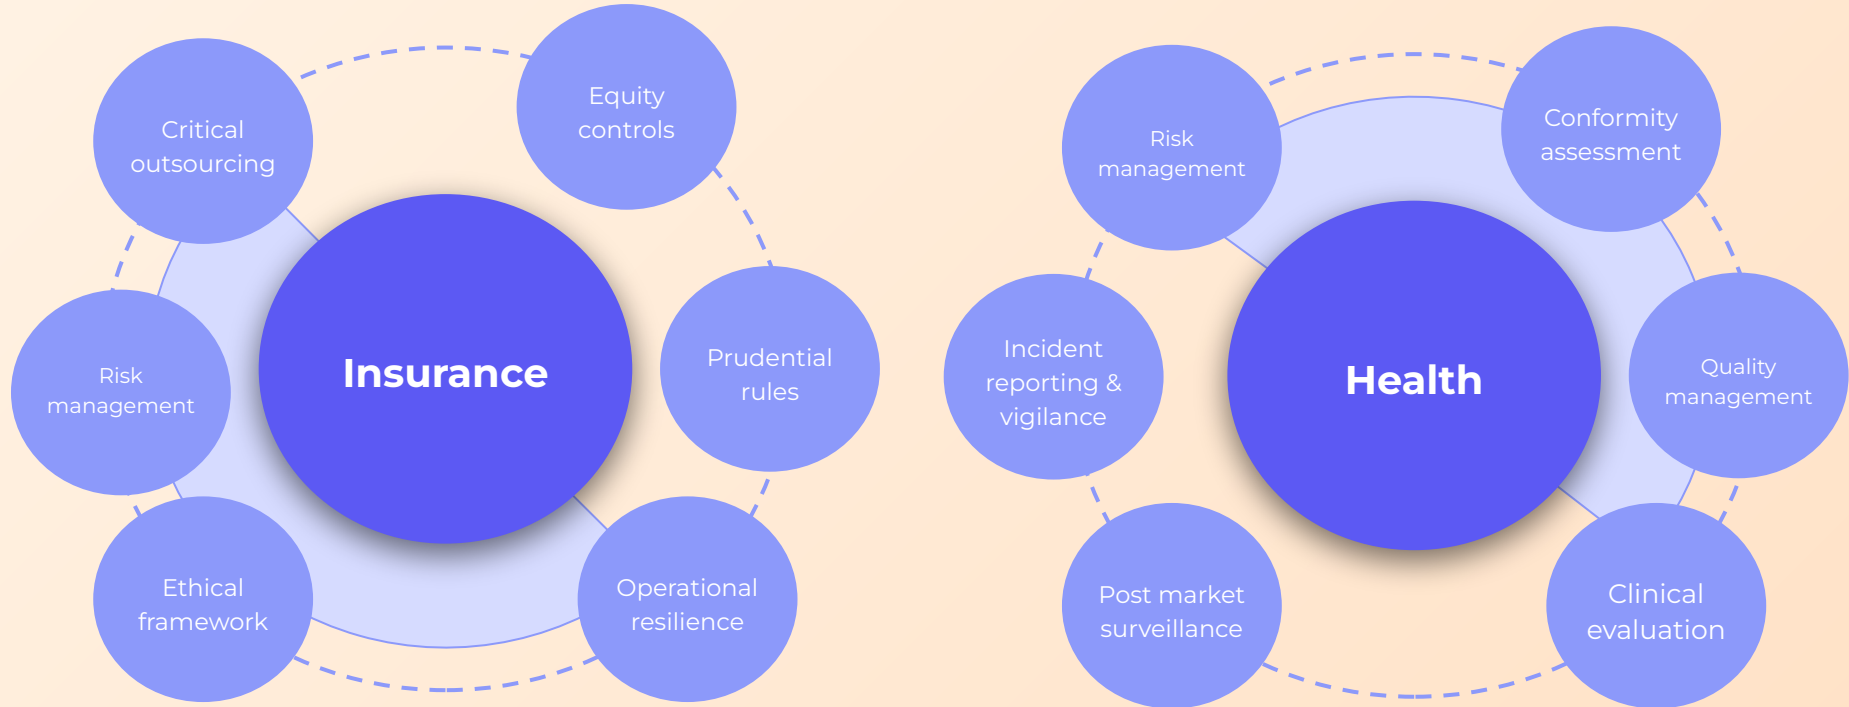 Critical
outsourcing
Equity
controls
Risk
management
Insurance
Prudential
rules
Ethical
framework
Operational
resilience
Risk
management
Conformity
assessment
Incident
reporting &
vigilance
Health
Quality
management
Post market
surveillance
Clinical
evaluation